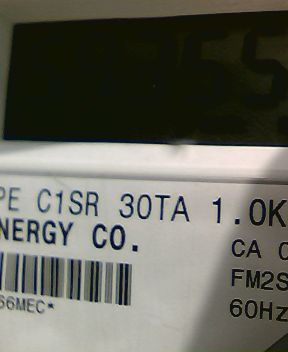 PE C1SR 30TA 1.0K
NERGY CO.
CA
FM2S
60Hz
66MEC*